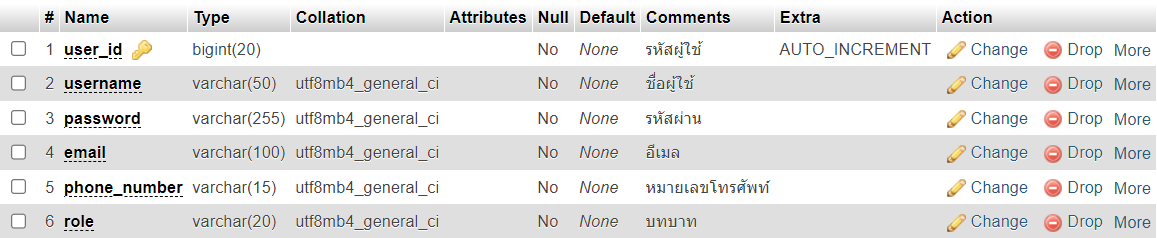 # Name Type Collation Attributes Null Default Comments Extra Action
1 user_id bigint(20) No None รหัสผู้ใช้ AUTO_INCREMENT Change Drop More
2 username varchar(50) utf8mb4_general_ci No None ชื่อผู้ใช้ Change Drop More
3 password varchar(255) utf8mb4_general_ci No None รหัสผ่าน Change Drop More
4 email varchar(100) utf8mb4_general_ci No None อีเมล Change Drop More
5 phone_number varchar(15) utf8mb4_general_ci No None หมายเลขโทรศัพท์ Change Drop More
6 role varchar(20) utf8mb4_general_ci No None บทบาท Change Drop More